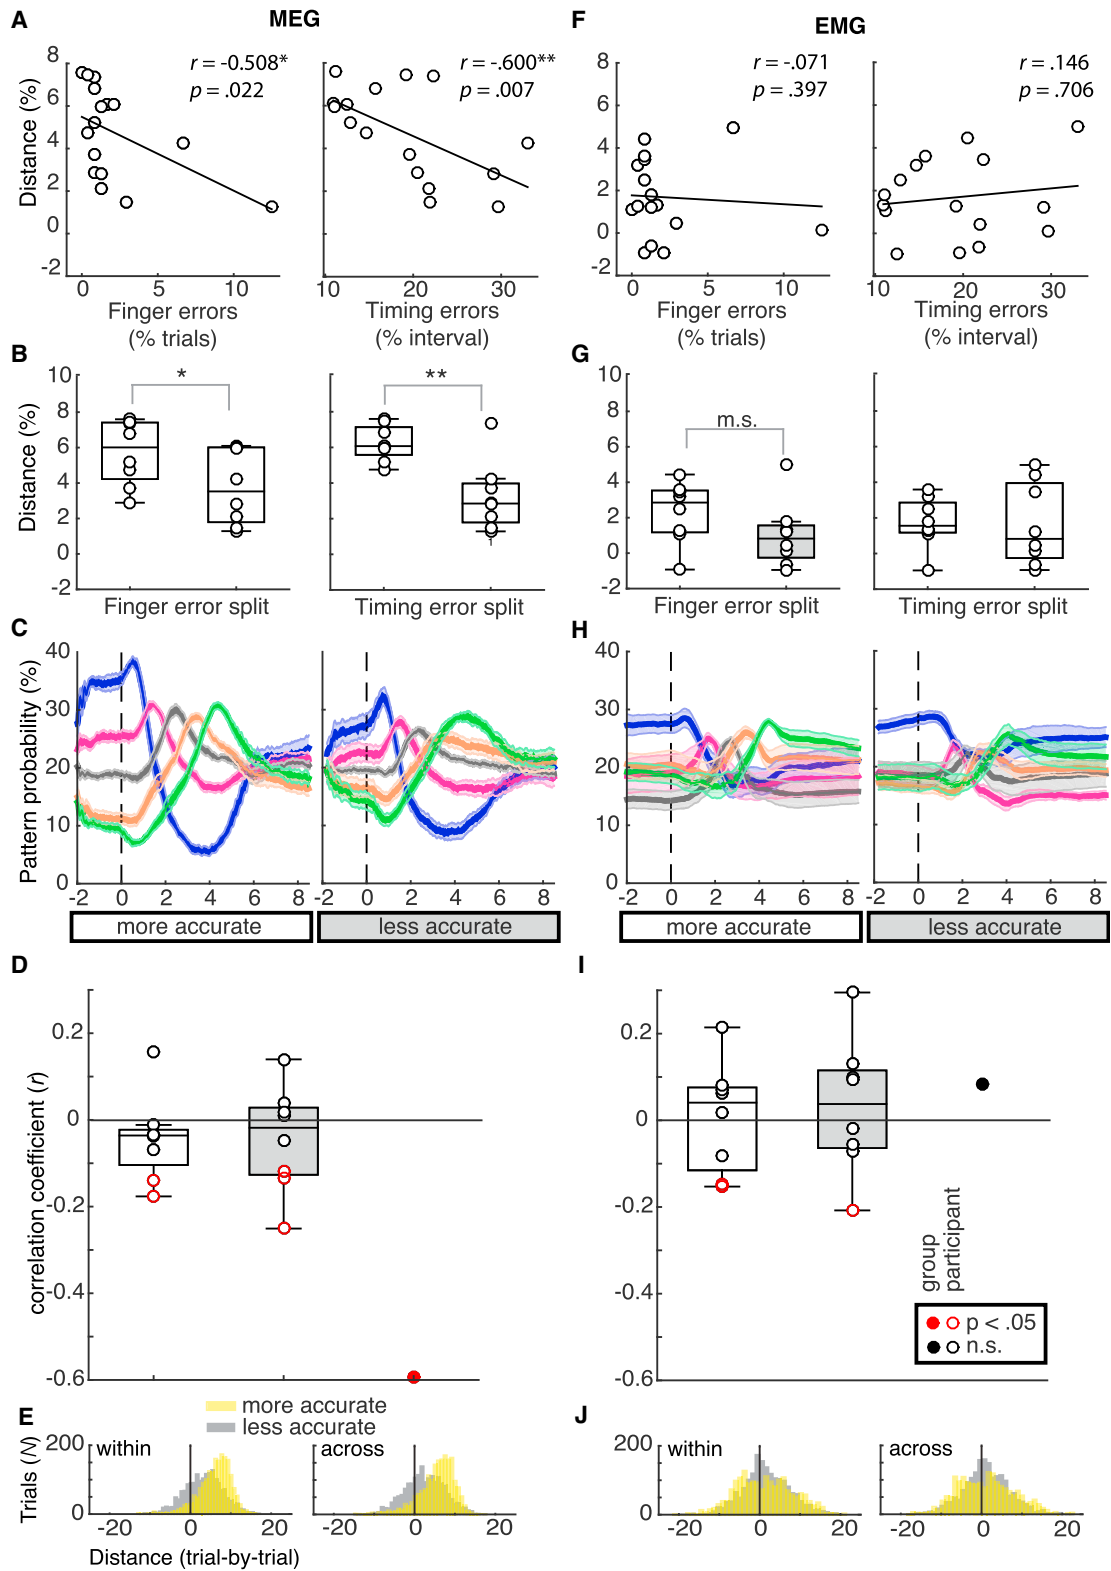 MEG
EMG
A
r = -0.508*
p = .022
r = -.600**
p = .007
F
r = -.071
p = .397
r = .146
p = .706
Distance (%)
8
6
4
2
0
-2
0 5 10
10 20 30
Finger errors
(% trials)
Timing errors
(% interval)
8
6
4
2
0
-2
0 5 10
10 20 30
Finger errors
(% trials)
Timing errors
(% interval)
B
*
**
G
m.s.
Distance (%)
10
8
6
4
2
0
-2
Finger error split
Timing error split
10
8
6
4
2
0
-2
Finger error split
Timing error split
C
H
Pattern probability (%)
40
30
20
10
0
-2 0 2 4 6 8
-2 0 2 4 6 8
more accurate
less accurate
40
30
20
10
0
-2 0 2 4 6 8
-2 0 2 4 6 8
more accurate
less accurate
D
I
correlation coefficient (r)
0.2
0
-0.2
-0.4
-0.6
0.2
0
-0.2
-0.4
-0.6
group
participant
p < .05
n.s.
E
more accurate
less accurate
J
Trials (N)
200
0
within
across
-20 0 20
-20 0 20
Distance (trial-by-trial)
200
0
within
across
-20 0 20
-20 0 20